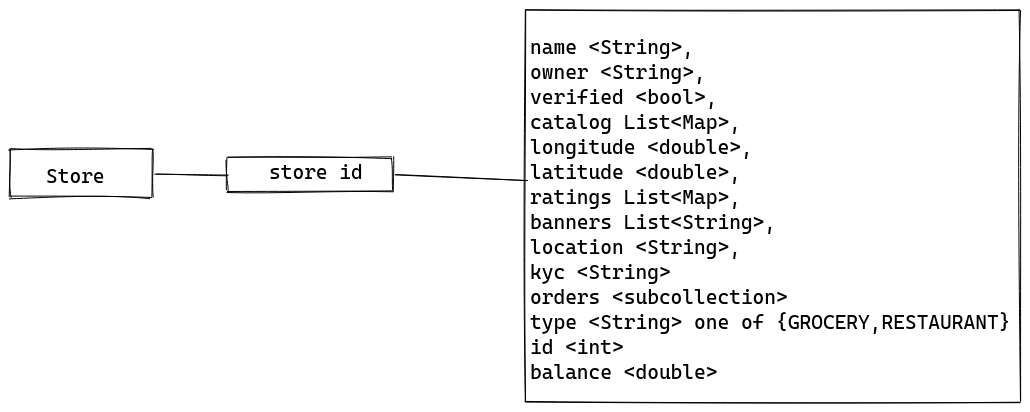 Store
store id
name <String>,
owner <String>,
verified <bool>,
catalog List<Map>,
longitude <double>,
latitude <double>,
ratings List<Map>,
banners List<String>,
location <String>,
kyc <String>
orders <subcollection>
type <String> one of {GROCERY,RESTAURANT}
id <int>
balance <double>